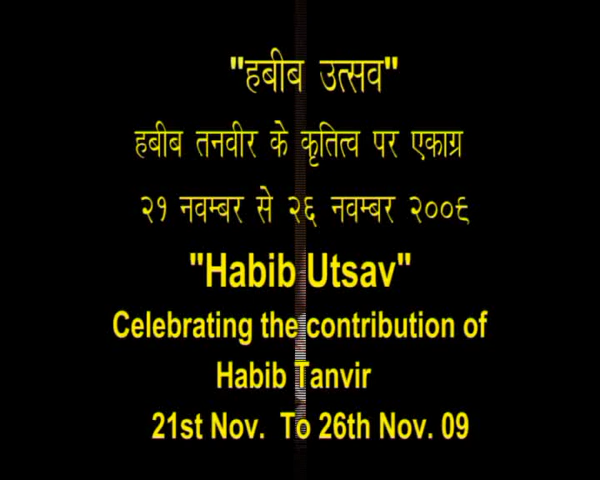 "हबीब उत्सव"
हबीब तनवीर के कृतित्व पर एकाग्र
२१ नवम्बर से २६ नवम्बर २००९
"Habib Utsav"
Celebrating the contribution of
Habib Tanvir
21st Nov. To 26th Nov. 09